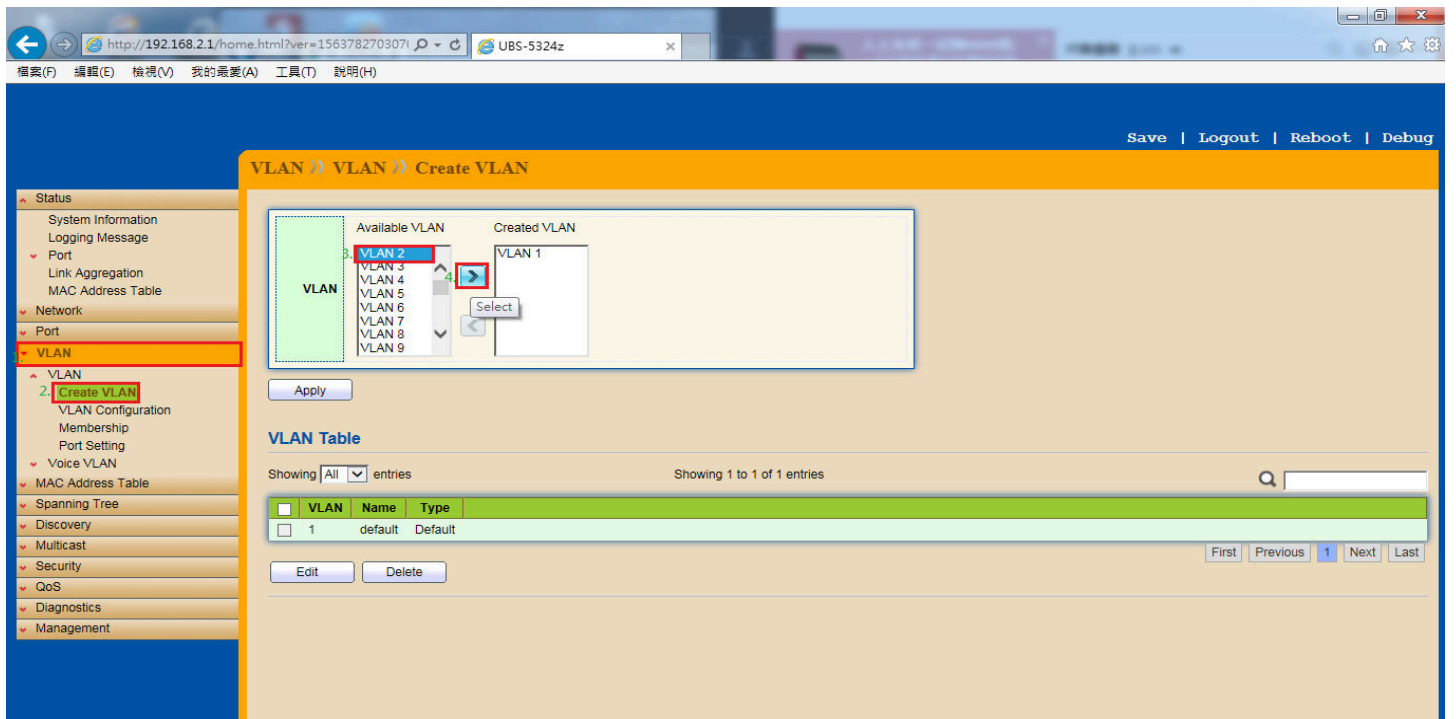 http://192.168.2.1/home.html?ver=156378270307 UBS-5324z
檔案(F) 編輯(E) 檢視(V) 我的最愛(A) 工具(T) 說明(H)
Save | Logout | Reboot | Debug
VLAN » VLAN » Create VLAN
Status
System Information
Logging Message
Port
Link Aggregation
MAC Address Table
Network
Port
1. VLAN
VLAN
2. Create VLAN
VLAN Configuration
Membership
Port Setting
Voice VLAN
MAC Address Table
Spanning Tree
Discovery
Multicast
Security
QoS
Diagnostics
Management
Available VLAN Created VLAN
VLAN
3. VLAN 2
VLAN 3
VLAN 4
VLAN 5
VLAN 6
VLAN 7
VLAN 8
VLAN 9
4.
Select
VLAN 1
Apply
VLAN Table
Showing All entries Showing 1 to 1 of 1 entries
VLAN Name Type
1 default Default
First Previous 1 Next Last
Edit Delete